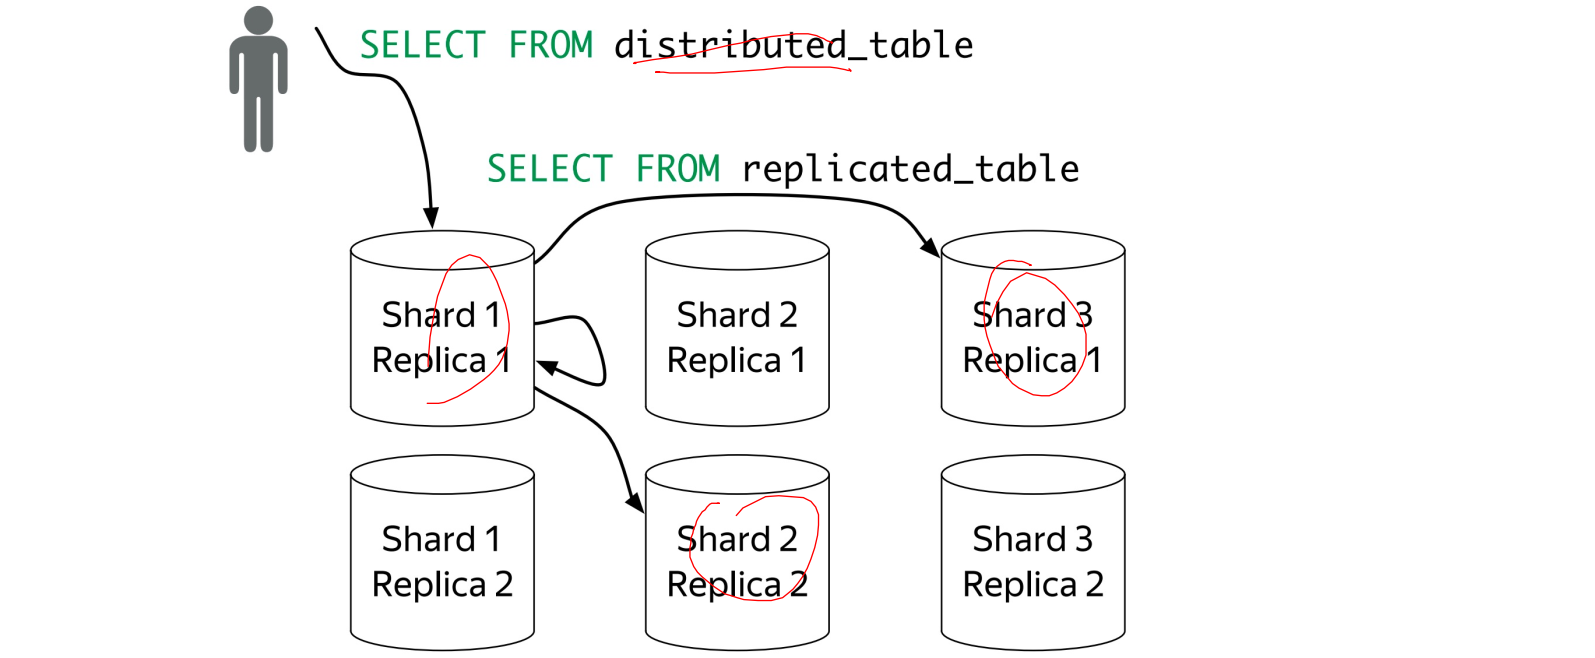 SELECT FROM distributed_table
SELECT FROM replicated_table
Shard 1
Replica 1
Shard 2
Replica 1
Shard 3
Replica 1
Shard 1
Replica 2
Shard 2
Replica 2
Shard 3
Replica 2